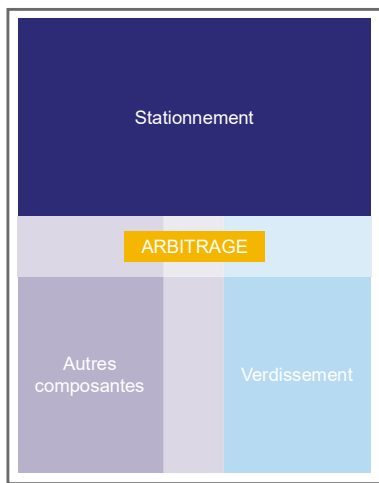 Stationnement
ARBITRAGE
Autres
composantes
Verdissement